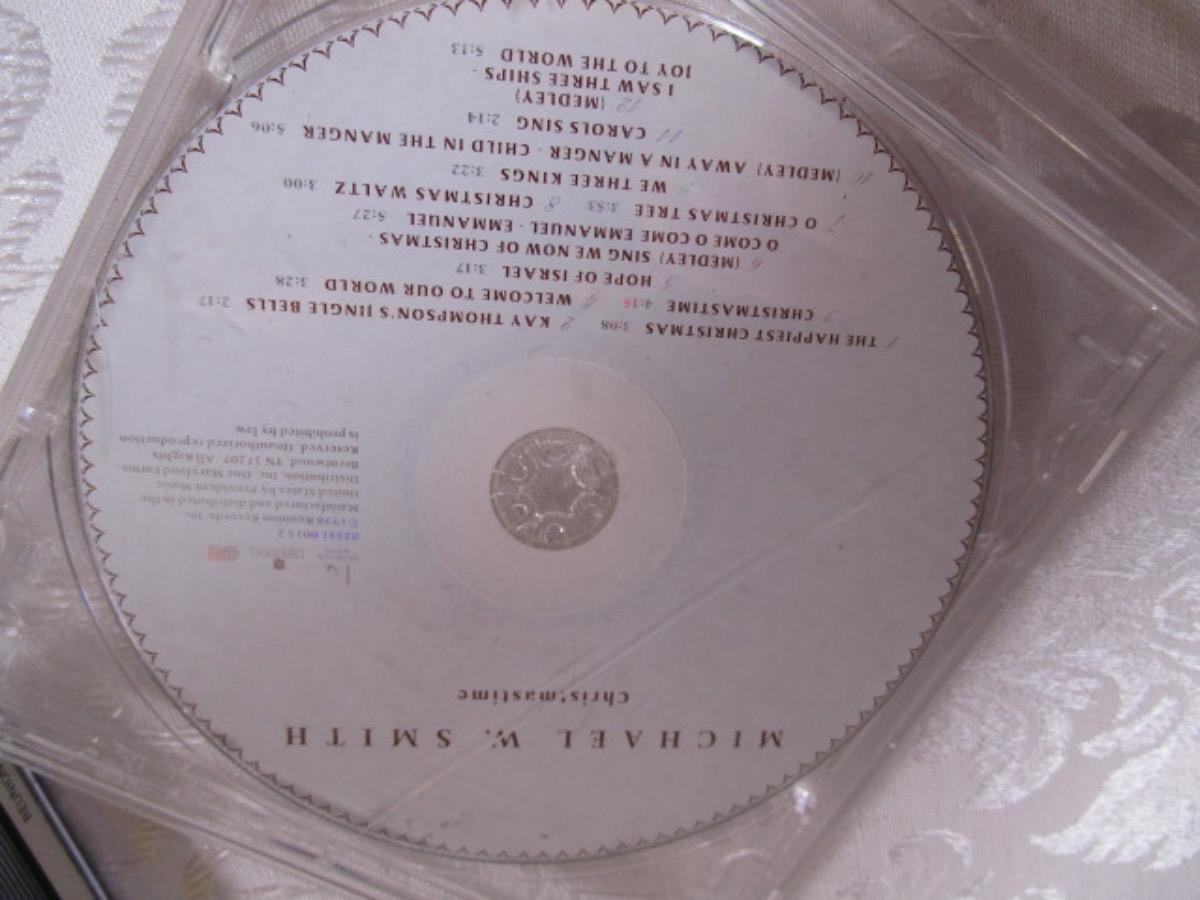 MICHAEL W. SMITH
Christmastime
02341 0015 2
©1998 Reunion Records, Inc.
Manufactured and distributed in the
United States by Provident Music
Distribution, Inc. One Maryland Farms
Brentwood, TN 37207 · All Rights
Reserved. Unauthorized reproduction
is prohibited by law
1 THE HAPPIEST CHRISTMAS 3:08 2 KAY THOMPSON'S JINGLE BELLS 2:17
3 CHRISTMASTIME 4:15 4 WELCOME TO OUR WORLD 3:28
5 HOPE OF ISRAEL 3:17
6 (MEDLEY) SING WE NOW OF CHRISTMAS ·
O COME O COME EMMANUEL · EMMANUEL 5:27
7 O CHRISTMAS TREE 3:53 8 CHRISTMAS WALTZ 3:00
9 WE THREE KINGS 3:22
10 (MEDLEY) AWAY IN A MANGER · CHILD IN THE MANGER 5:06
11 CAROLS SING 2:14
12 (MEDLEY)
I SAW THREE SHIPS ·
JOY TO THE WORLD 5:13